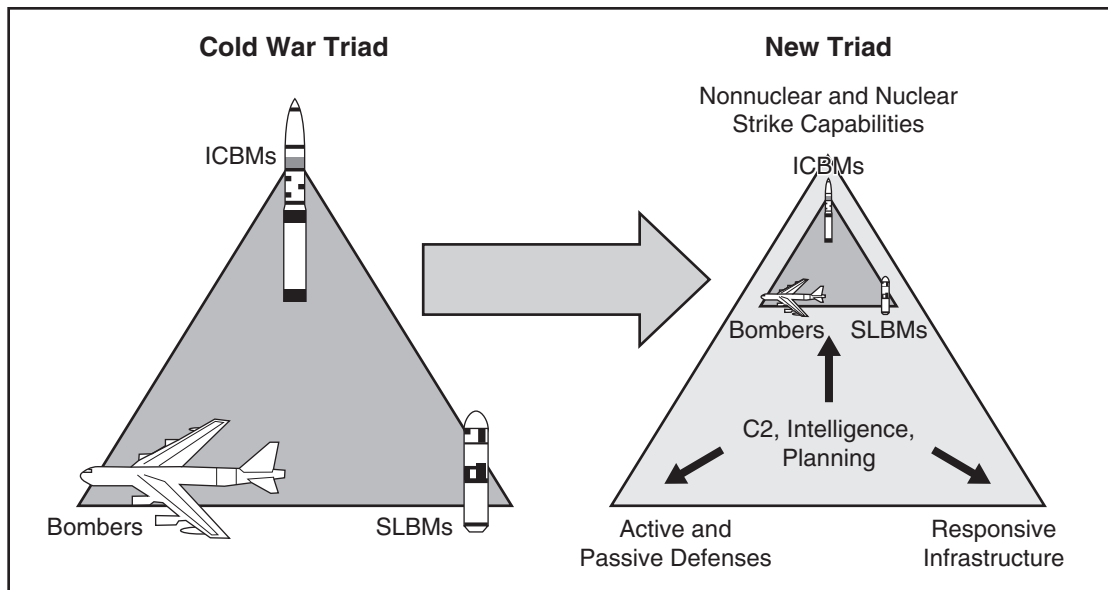 Cold War Triad
ICBMs
Bombers
SLBMs
New Triad
Nonnuclear and Nuclear
Strike Capabilities
ICBMs
Bombers
SLBMs
C2, Intelligence,
Planning
Active and
Passive Defenses
Responsive
Infrastructure